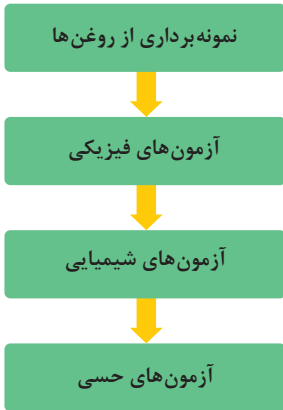 نمونه‌برداری از روغن‌ها
آزمون‌های فیزیکی
آزمون‌های شیمیایی
آزمون‌های حسی